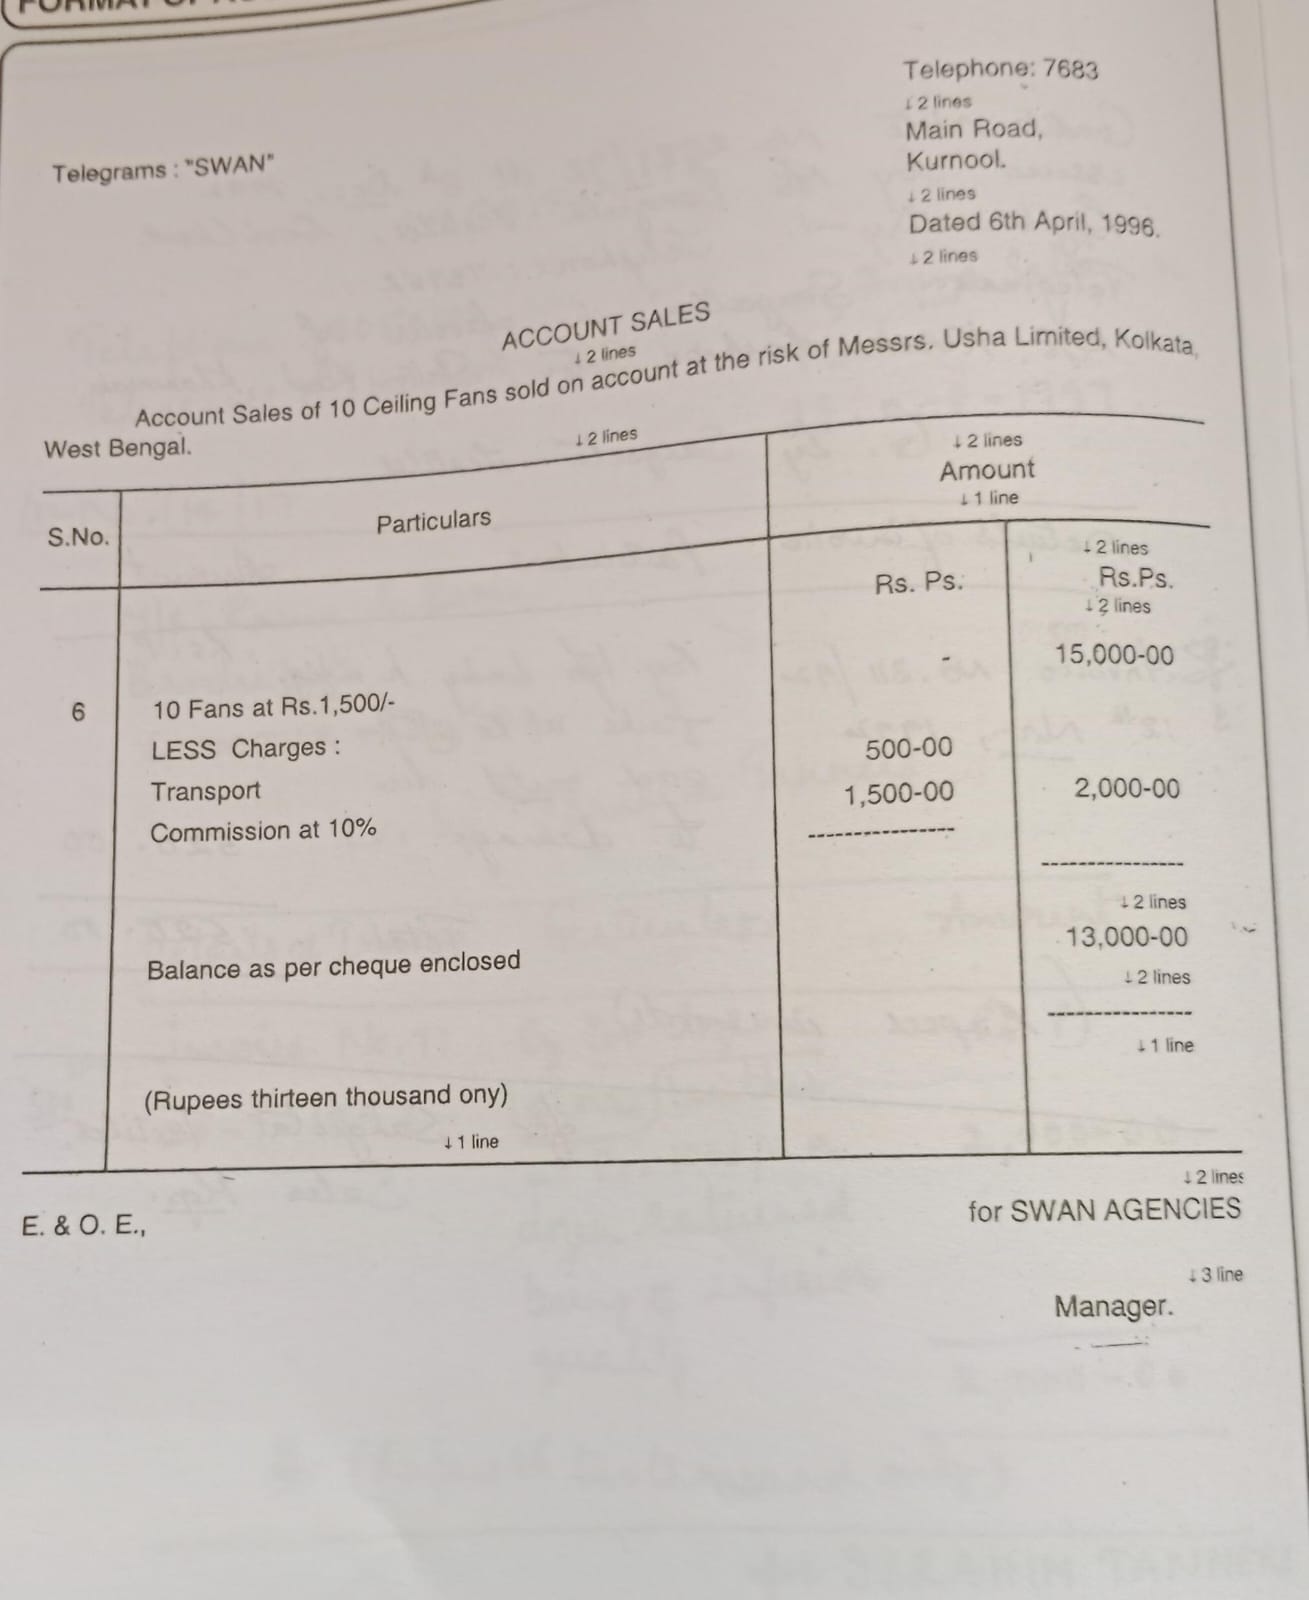 Telephone: 7683
↓ 2 lines
Main Road,
Telegrams : "SWAN"
Kurnool.
↓ 2 lines
Dated 6th April, 1996.
↓ 2 lines
ACCOUNT SALES
↓ 2 lines
Account Sales of 10 Ceiling Fans sold on account at the risk of Messrs. Usha Limited, Kolkata,
West Bengal.
↓ 2 lines
S.No. Particulars ↓ 2 lines
Amount
↓ 1 line
↓ 2 lines
Rs. Ps. Rs.Ps.
↓ 2 lines
- 15,000-00
6 10 Fans at Rs.1,500/-
LESS Charges :
500-00
Transport 1,500-00 2,000-00
Commission at 10%
----------------
----------------
↓ 2 lines
Balance as per cheque enclosed 13,000-00
↓ 2 lines
----------------
↓ 1 line
(Rupees thirteen thousand ony)
↓ 1 line
↓ 2 lines
E. & O. E., for SWAN AGENCIES
↓ 3 line
Manager.